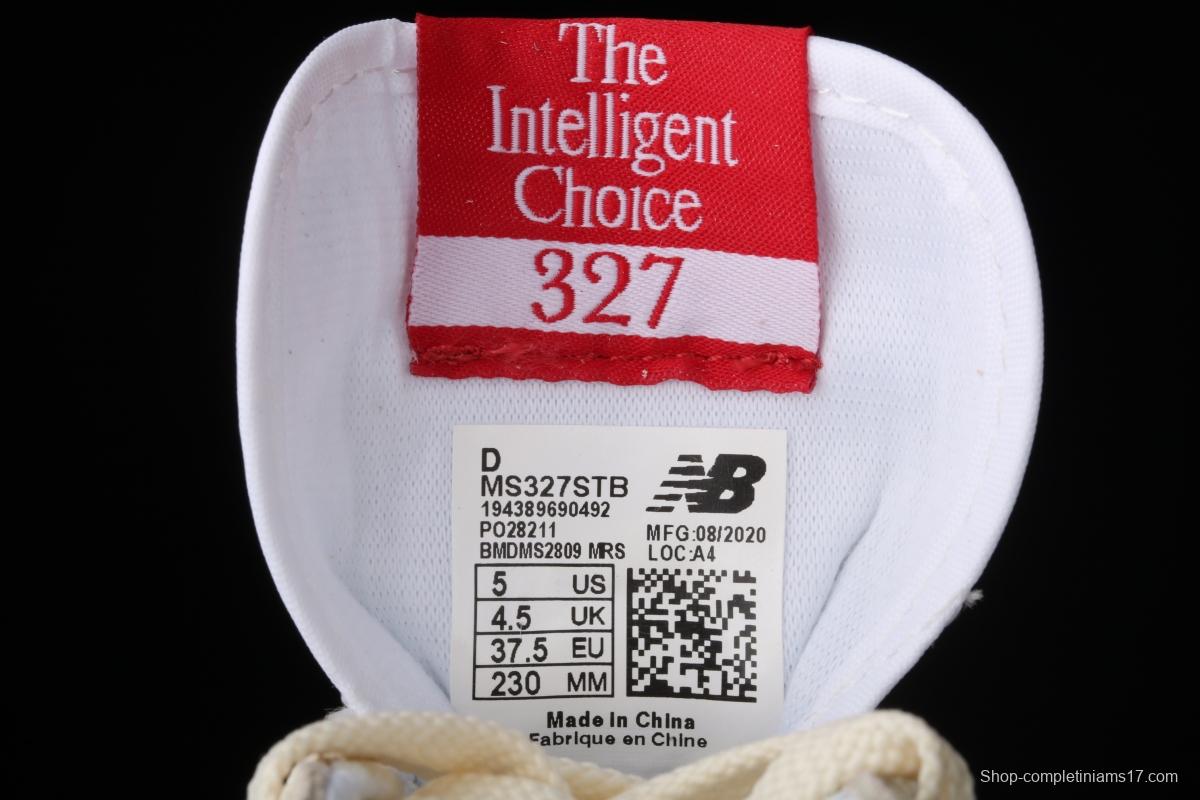 The
Intelligent
Choice
327
D
MS327STB
194389690492
PO28211
BMDMS2809 MRS
NB
MFG:08/2020
LOC:A4
5 US
4.5 UK
37.5 EU
230 MM
Made in China
Fabrique en Chine
Shop-completiniams17.com